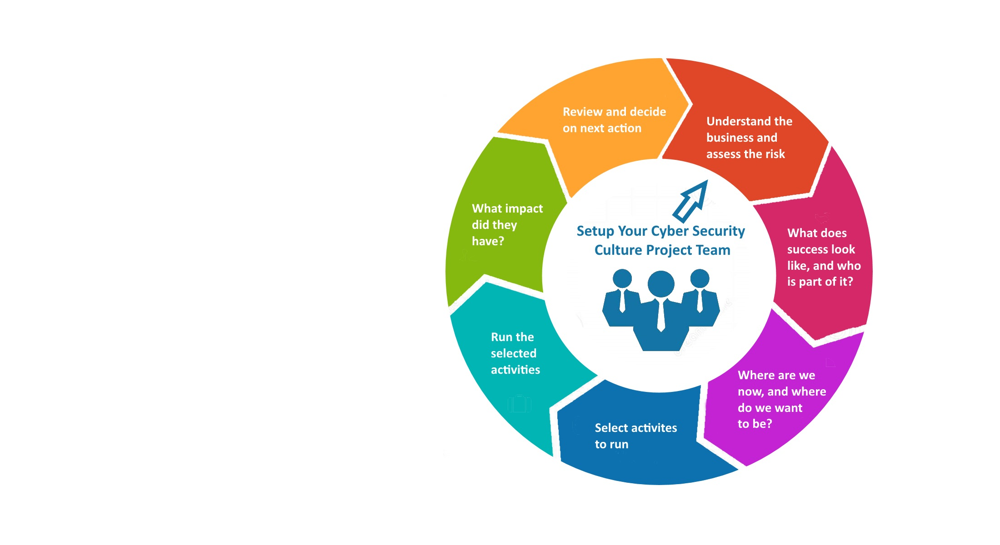 Review and decide
on next action
Understand the
business and
assess the risk
What does
success look
like, and who
is part of it?
Where are we
now, and where
do we want
to be?
Select activites
to run
Run the
selected
activities
What impact
did they
have?
Setup Your Cyber Security
Culture Project Team